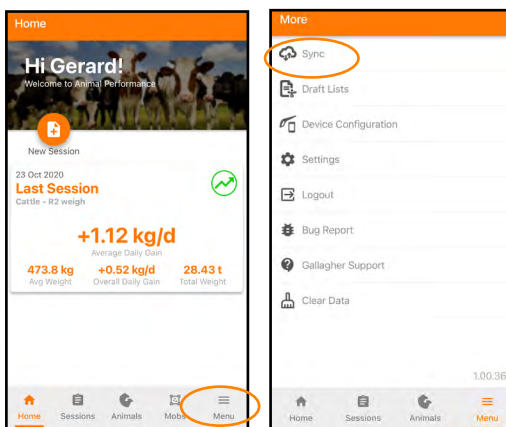 Home
Hi Gerard!
Welcome to Animal Performance
New Session
23 Oct 2020
Last Session
Cattle - R2 weigh
+1.12 kg/d
Average Daily Gain
473.8 kg +0.52 kg/d 28.43 t
Avg Weight Overall Daily Gain Total Weight
Home Sessions Animals Mobs Menu
More
Sync
Draft Lists
Device Configuration
Settings
Logout
Bug Report
Gallagher Support
Clear Data
1.00.36
Home Sessions Animals Menu